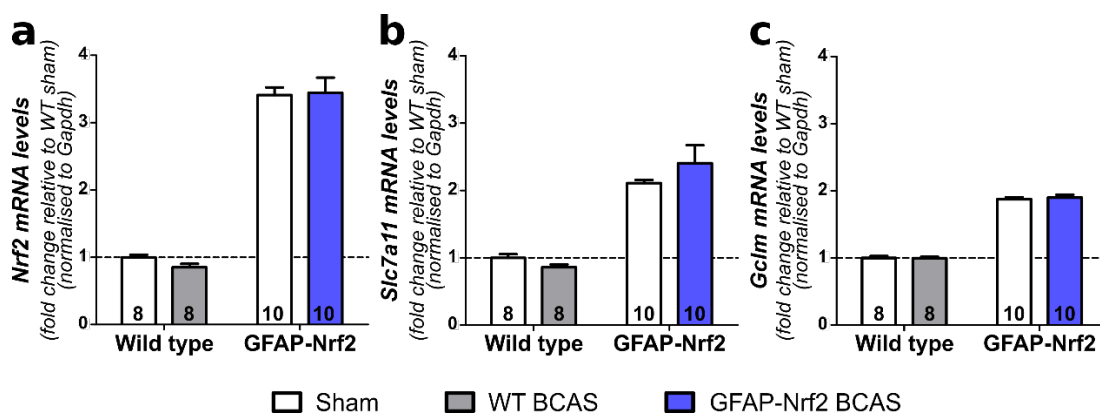 a
Nrf2 mRNA levels
(fold change relative to WT sham)
(normalised to Gapdh)
4
3
2
1
0
8
8
10
10
Wild type
GFAP-Nrf2
b
Slc7a11 mRNA levels
(fold change relative to WT sham)
(normalised to Gapdh)
4
3
2
1
0
8
8
10
10
Wild type
GFAP-Nrf2
c
Gclm mRNA levels
(fold change relative to WT sham)
(normalised to Gapdh)
4
3
2
1
0
8
8
10
10
Wild type
GFAP-Nrf2
Sham
WT BCAS
GFAP-Nrf2 BCAS